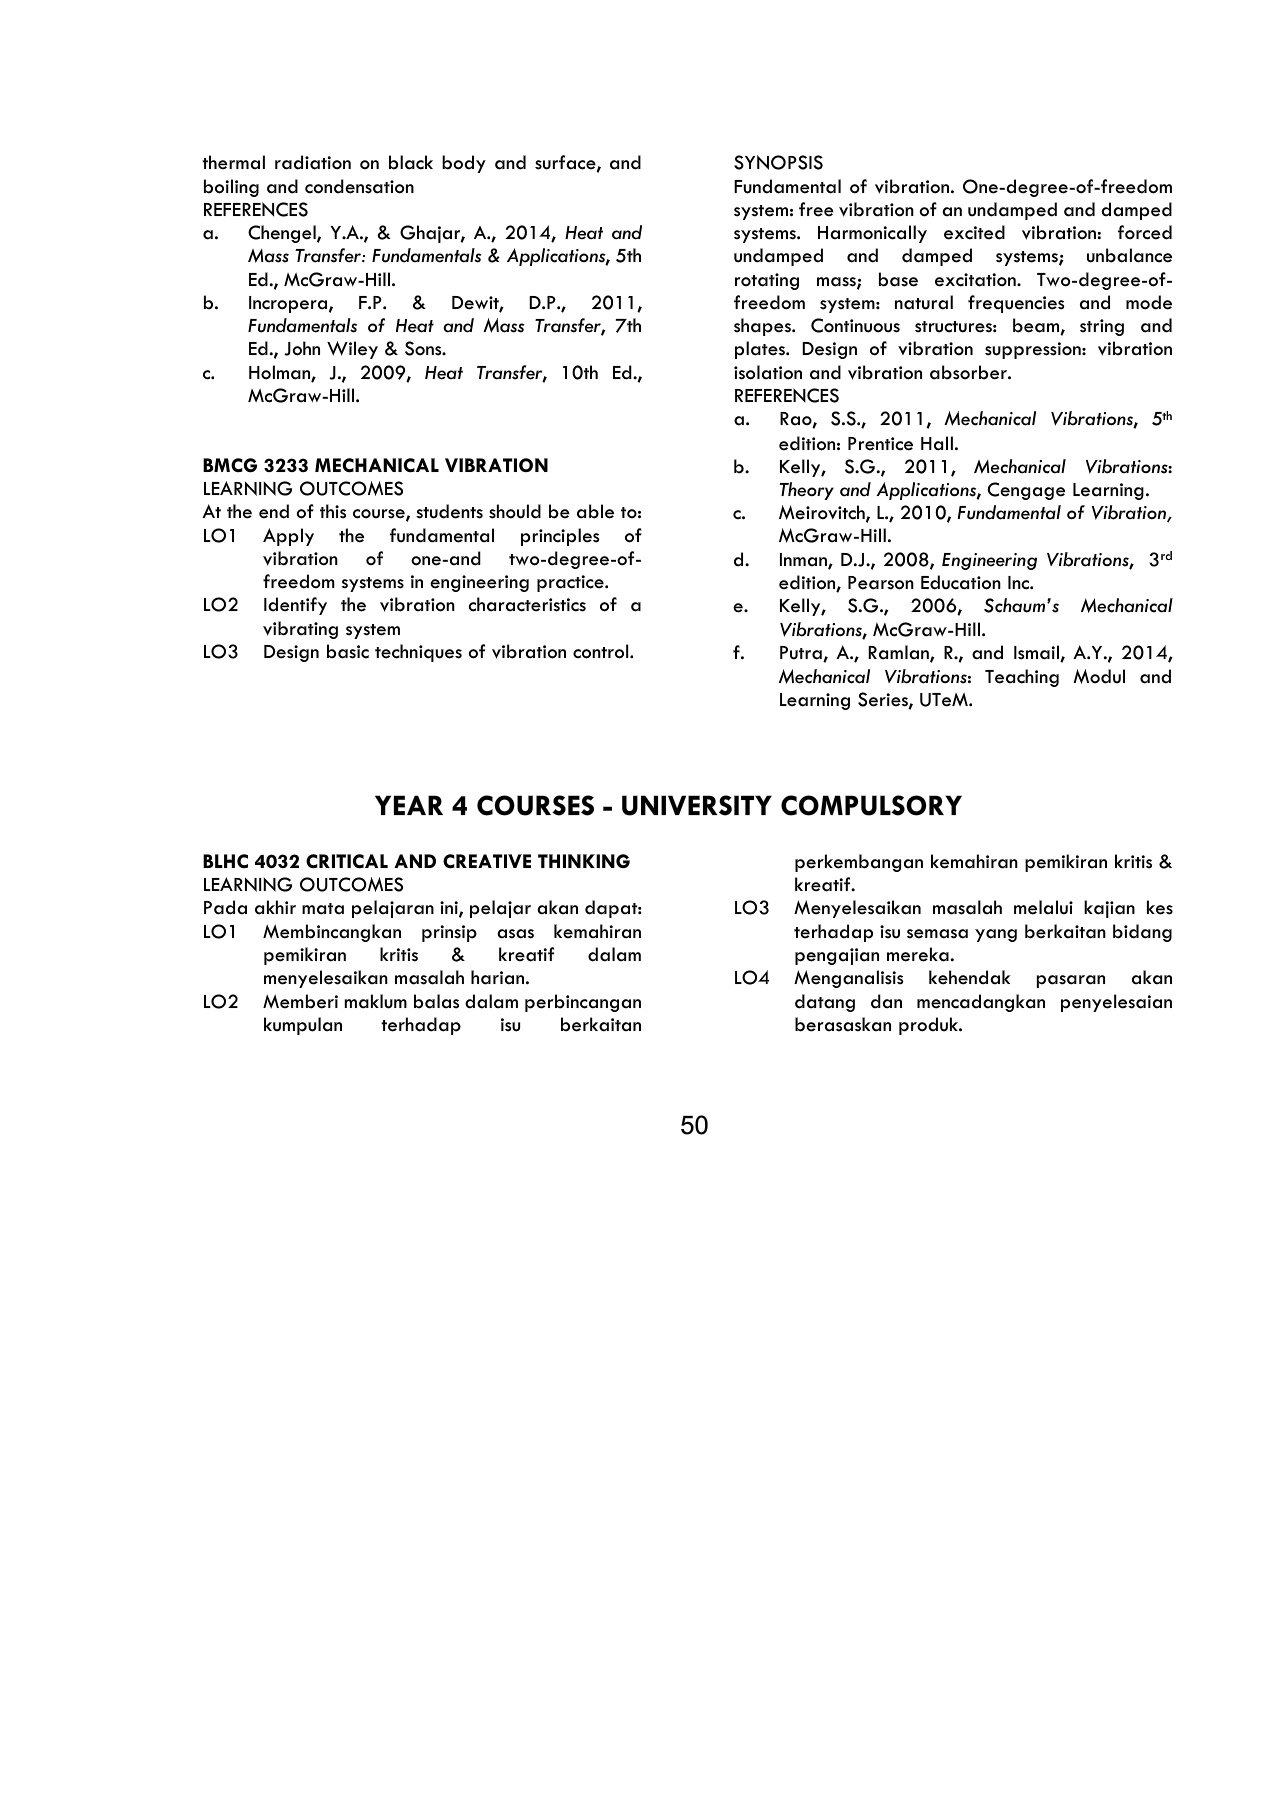 thermal radiation on black body and surface, and
boiling and condensation
REFERENCES
a. Chengel, Y.A., & Ghajar, A., 2014, Heat and
Mass Transfer: Fundamentals & Applications, 5th
Ed., McGraw-Hill.
b. Incropera, F.P. & Dewit, D.P., 2011,
Fundamentals of Heat and Mass Transfer, 7th
Ed., John Wiley & Sons.
c. Holman, J., 2009, Heat Transfer, 10th Ed.,
McGraw-Hill.
BMCG 3233 MECHANICAL VIBRATION
LEARNING OUTCOMES
At the end of this course, students should be able to:
LO1 Apply the fundamental principles of
vibration of one-and two-degree-of-
freedom systems in engineering practice.
LO2 Identify the vibration characteristics of a
vibrating system
LO3 Design basic techniques of vibration control.
SYNOPSIS
Fundamental of vibration. One-degree-of-freedom
system: free vibration of an undamped and damped
systems. Harmonically excited vibration: forced
undamped and damped systems; unbalance
rotating mass; base excitation. Two-degree-of-
freedom system: natural frequencies and mode
shapes. Continuous structures: beam, string and
plates. Design of vibration suppression: vibration
isolation and vibration absorber.
REFERENCES
a. Rao, S.S., 2011, Mechanical Vibrations, 5th
edition: Prentice Hall.
b. Kelly, S.G., 2011, Mechanical Vibrations:
Theory and Applications, Cengage Learning.
c. Meirovitch, L., 2010, Fundamental of Vibration,
McGraw-Hill.
d. Inman, D.J., 2008, Engineering Vibrations, 3rd
edition, Pearson Education Inc.
e. Kelly, S.G., 2006, Schaum's Mechanical
Vibrations, McGraw-Hill.
f. Putra, A., Ramlan, R., and Ismail, A.Y., 2014,
Mechanical Vibrations: Teaching Modul and
Learning Series, UTeM.
YEAR 4 COURSES - UNIVERSITY COMPULSORY
BLHC 4032 CRITICAL AND CREATIVE THINKING
LEARNING OUTCOMES
Pada akhir mata pelajaran ini, pelajar akan dapat:
LO1 Membincangkan prinsip asas kemahiran
pemikiran kritis & kreatif dalam
menyelesaikan masalah harian.
LO2 Memberi maklum balas dalam perbincangan
kumpulan terhadap isu berkaitan
perkembangan kemahiran pemikiran kritis &
kreatif.
LO3 Menyelesaikan masalah melalui kajian kes
terhadap isu semasa yang berkaitan bidang
pengajian mereka.
LO4 Menganalisis kehendak pasaran akan
datang dan mencadangkan penyelesaian
berasaskan produk.
50